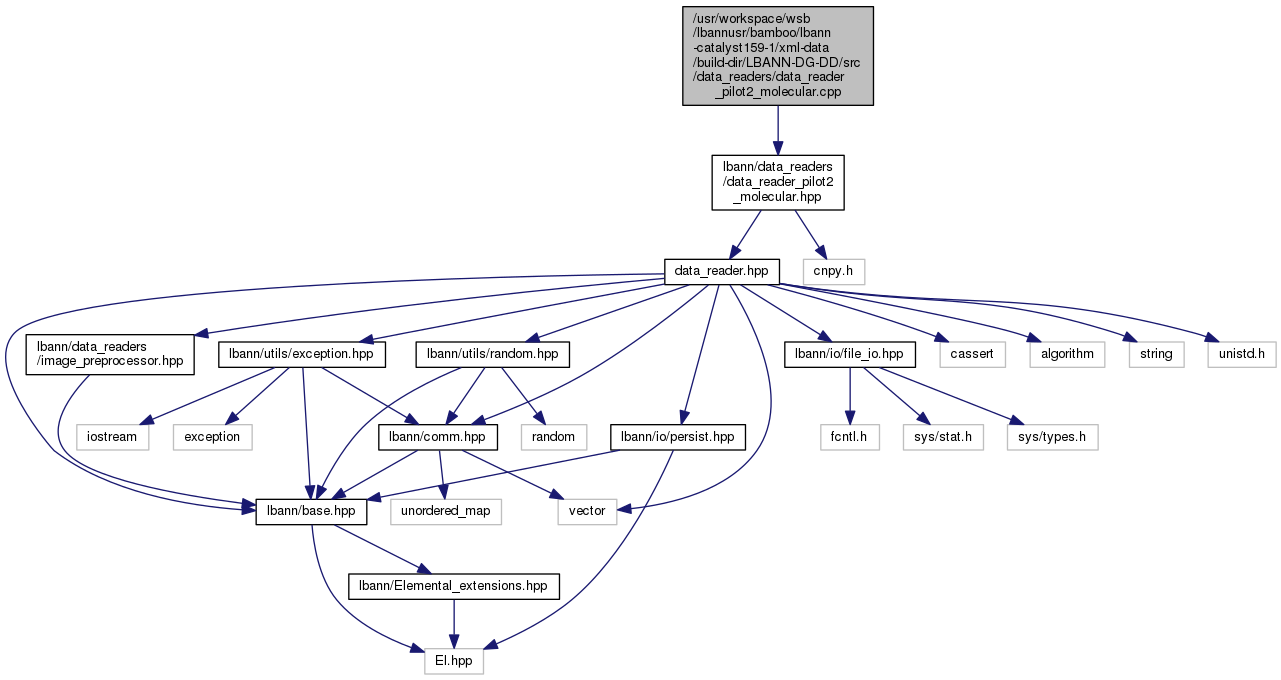 /usr/workspace/wsb
/lbannusr/bamboo/lbann
-catalyst159-1/xml-data
/build-dir/LBANN-DG-DD/src
/data_readers/data_reader
_pilot2_molecular.cpp
lbann/data_readers
/data_reader_pilot2
_molecular.hpp
data_reader.hpp
cnpy.h
lbann/data_readers
/image_preprocessor.hpp
lbann/utils/exception.hpp
lbann/utils/random.hpp
lbann/io/file_io.hpp
cassert
algorithm
string
unistd.h
iostream
exception
lbann/comm.hpp
random
lbann/io/persist.hpp
fcntl.h
sys/stat.h
sys/types.h
lbann/base.hpp
unordered_map
vector
lbann/Elemental_extensions.hpp
El.hpp